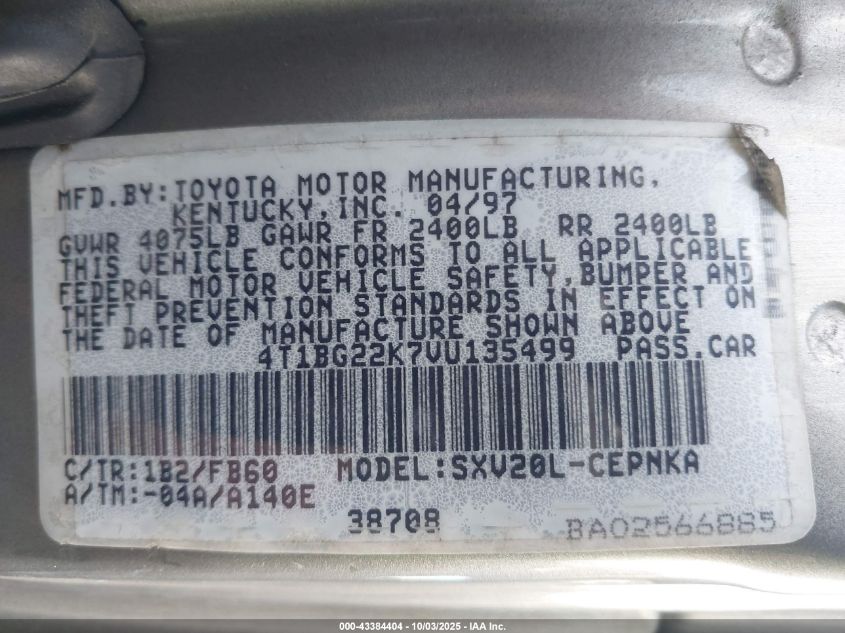 MFD.BY:TOYOTA MOTOR MANUFACTURING,
KENTUCKY,INC. 04/97
GVWR 4075LB GAWR FR 2400LB RR 2400LB
THIS VEHICLE CONFORMS TO ALL APPLICABLE
FEDERAL MOTOR VEHICLE SAFETY,BUMPER AND
THEFT PREVENTION STANDARDS IN EFFECT ON
THE DATE OF MANUFACTURE SHOWN ABOVE
4T1BG22K7VU135499 PASS.CAR
C/TR:1B2/FB60 MODEL:SXV20L-CEPNKA
A/TM:-04A/A140E
38708
BA02566885
000-43384404 - 10/03/2025 - IAA Inc.